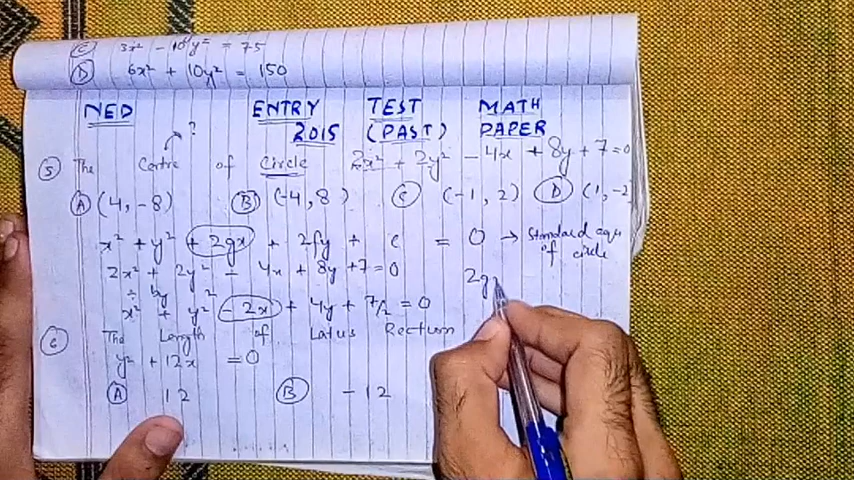 (C) 3x² - 10y² = 75
(D) 6x² + 10y² = 150
NED ENTRY TEST MATH
2015 (PAST) PAPER
?
(5) The Centre of Circle 2x² + 2y² - 4x + 8y + 7 = 0
(A) (4, -8) (B) (-4, 8) (C) (-1, 2) (D) (1, -2
x² + y² + 2gx + 2fy + c = 0 → Standard equ of circle
2x² + 2y² - 4x + 8y + 7 = 0
÷ by 2
2g
x² + y² - 2x + 4y + 7/2 = 0
(6) The Length of Latus Rectum
y² + 12x = 0
(A) 12 (B) -12